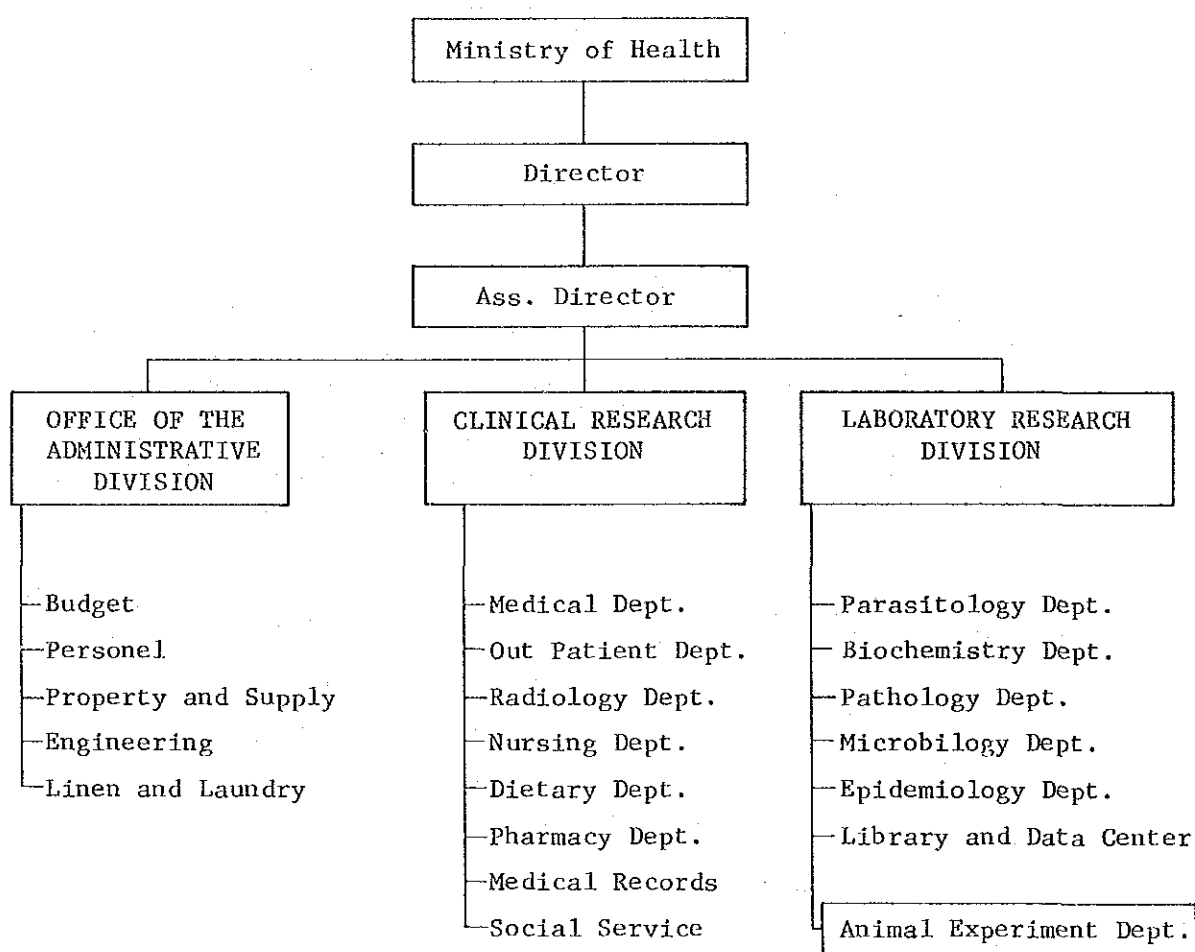 Ministry of Health
Director
Ass. Director
OFFICE OF THE
ADMINISTRATIVE
DIVISION
Budget
Personel
Property and Supply
Engineering
Linen and Laundry
CLINICAL RESEARCH
DIVISION
Medical Dept.
Out Patient Dept.
Radiology Dept.
Nursing Dept.
Dietary Dept.
Pharmacy Dept.
Medical Records
Social Service
LABORATORY RESEARCH
DIVISION
Parasitology Dept.
Biochemistry Dept.
Pathology Dept.
Microbilogy Dept.
Epidemiology Dept.
Library and Data Center
Animal Experiment Dept.